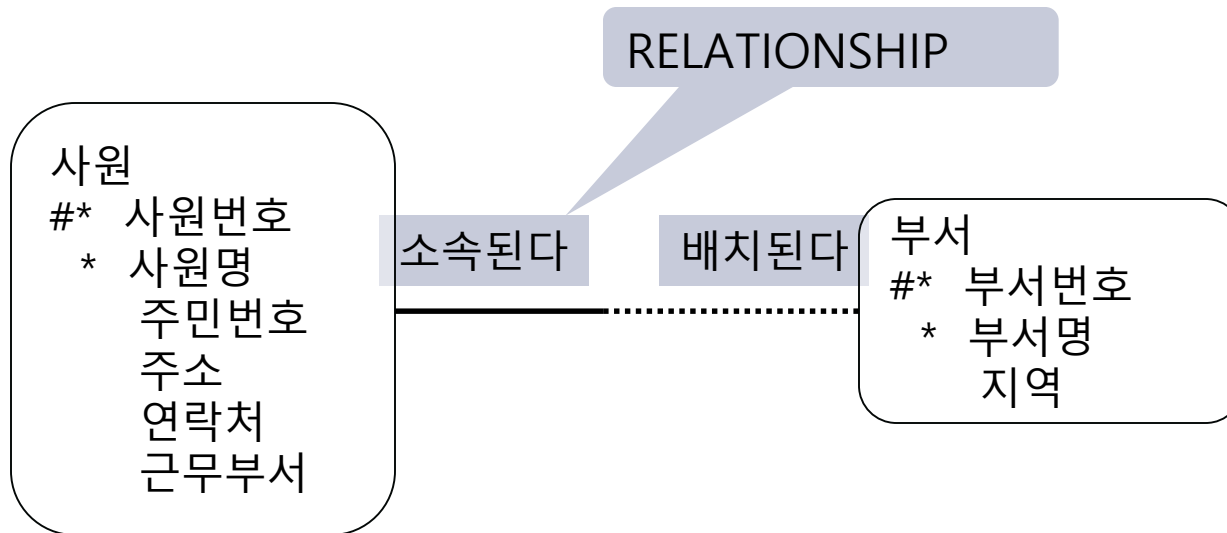 RELATIONSHIP
사원
#* 사원번호
* 사원명
주민번호
주소
연락처
근무부서
소속된다
배치된다
부서
#* 부서번호
* 부서명
지역